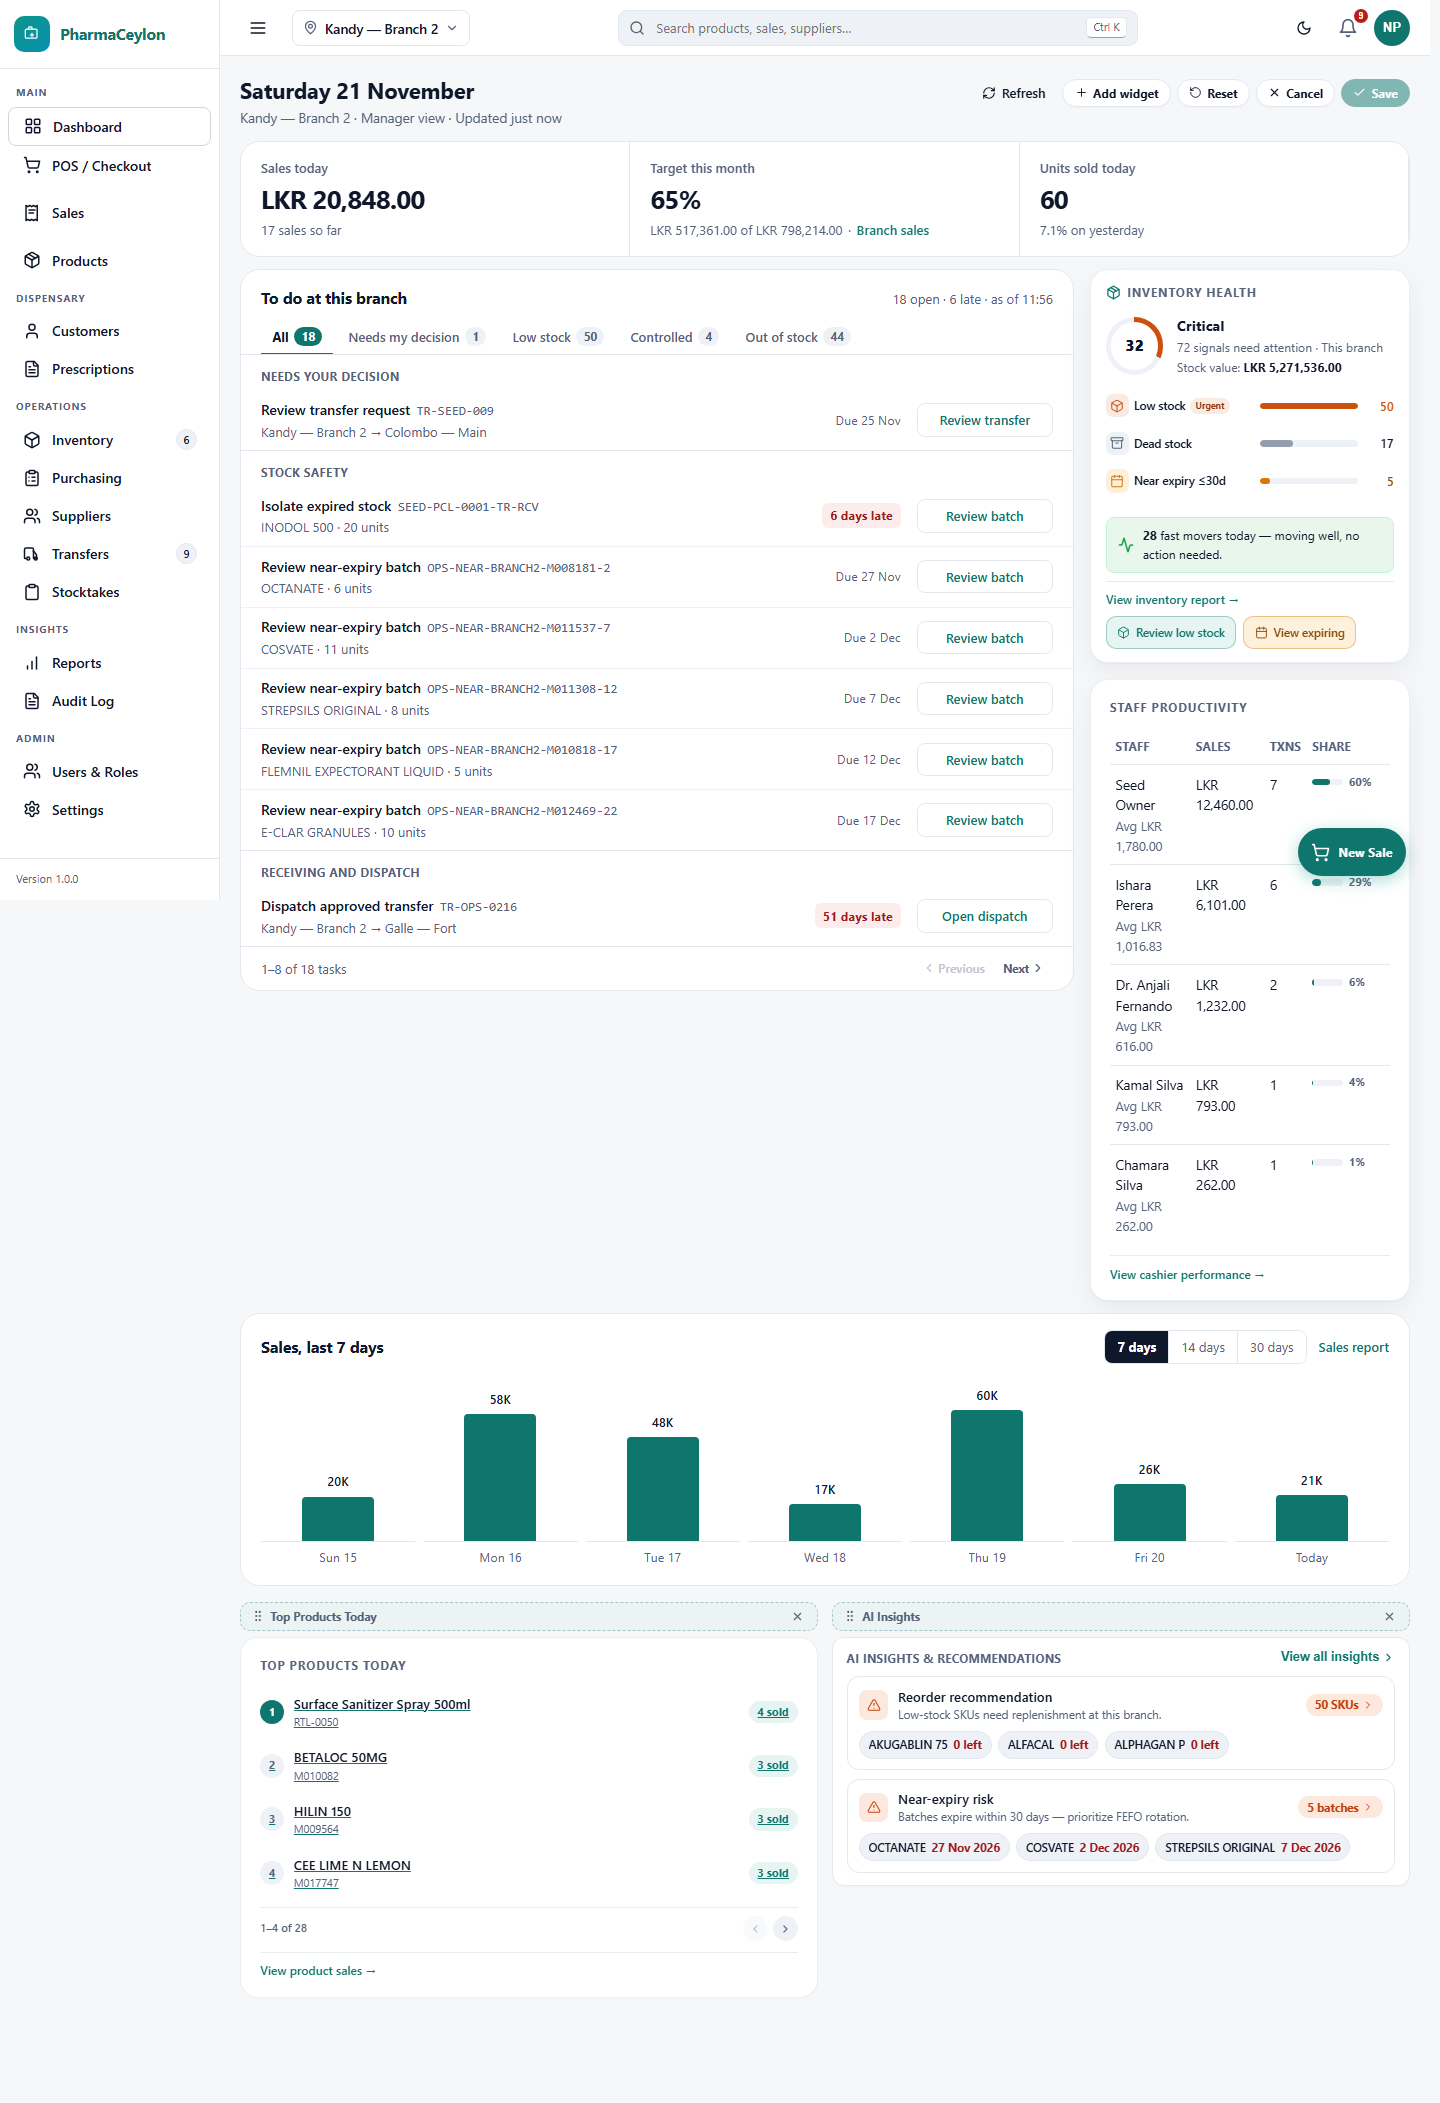 PharmaCeylon
MAIN
Dashboard
POS / Checkout
Sales
Products
DISPENSARY
Customers
Prescriptions
OPERATIONS
Inventory 6
Purchasing
Suppliers
Transfers 9
Stocktakes
INSIGHTS
Reports
Audit Log
ADMIN
Users & Roles
Settings
Version 1.0.0
Kandy — Branch 2
Search products, sales, suppliers... Ctrl K
9
NP
Saturday 21 November
Kandy — Branch 2 · Manager view · Updated just now
Refresh
Add widget
Reset
Cancel
Save
Sales today
LKR 20,848.00
17 sales so far
Target this month
65%
LKR 517,361.00 of LKR 798,214.00 · Branch sales
Units sold today
60
7.1% on yesterday
To do at this branch
18 open · 6 late · as of 11:56
All 18
Needs my decision 1
Low stock 50
Controlled 4
Out of stock 44
NEEDS YOUR DECISION
Review transfer request TR-SEED-009
Kandy — Branch 2 → Colombo — Main
Due 25 Nov
Review transfer
STOCK SAFETY
Isolate expired stock SEED-PCL-0001-TR-RCV
INODOL 500 · 20 units
6 days late
Review batch
Review near-expiry batch OPS-NEAR-BRANCH2-M008181-2
OCTANATE · 6 units
Due 27 Nov
Review batch
Review near-expiry batch OPS-NEAR-BRANCH2-M011537-7
COSVATE · 11 units
Due 2 Dec
Review batch
Review near-expiry batch OPS-NEAR-BRANCH2-M011308-12
STREPSILS ORIGINAL · 8 units
Due 7 Dec
Review batch
Review near-expiry batch OPS-NEAR-BRANCH2-M010818-17
FLEMNIL EXPECTORANT LIQUID · 5 units
Due 12 Dec
Review batch
Review near-expiry batch OPS-NEAR-BRANCH2-M012469-22
E-CLAR GRANULES · 10 units
Due 17 Dec
Review batch
RECEIVING AND DISPATCH
Dispatch approved transfer TR-OPS-0216
Kandy — Branch 2 → Galle — Fort
51 days late
Open dispatch
1–8 of 18 tasks
Previous
Next
INVENTORY HEALTH
32
Critical
72 signals need attention · This branch
Stock value: LKR 5,271,536.00
Low stock Urgent 50
Dead stock 17
Near expiry ≤30d 5
28 fast movers today — moving well, no
action needed.
View inventory report →
Review low stock
View expiring
STAFF PRODUCTIVITY
STAFF SALES TXNS SHARE
Seed LKR 7 60%
Owner 12,460.00
Avg LKR
1,780.00
New Sale
Ishara LKR 6 29%
Perera 6,101.00
Avg LKR
1,016.83
Dr. Anjali LKR 2 6%
Fernando 1,232.00
Avg LKR
616.00
Kamal Silva LKR 1 4%
Avg LKR 793.00
793.00
Chamara LKR 1 1%
Silva 262.00
Avg LKR
262.00
View cashier performance →
Sales, last 7 days
7 days 14 days 30 days Sales report
20K 58K 48K 17K 60K 26K 21K
Sun 15 Mon 16 Tue 17 Wed 18 Thu 19 Fri 20 Today
Top Products Today
TOP PRODUCTS TODAY
1 Surface Sanitizer Spray 500ml 4 sold
RTL-0050
2 BETALOC 50MG 3 sold
M010082
3 HILIN 150 3 sold
M009564
4 CEE LIME N LEMON 3 sold
M017747
1–4 of 28
View product sales →
AI Insights
AI INSIGHTS & RECOMMENDATIONS View all insights
Reorder recommendation 50 SKUs
Low-stock SKUs need replenishment at this branch.
AKUGABLIN 75 0 left ALFACAL 0 left ALPHAGAN P 0 left
Near-expiry risk 5 batches
Batches expire within 30 days — prioritize FEFO rotation.
OCTANATE 27 Nov 2026 COSVATE 2 Dec 2026 STREPSILS ORIGINAL 7 Dec 2026